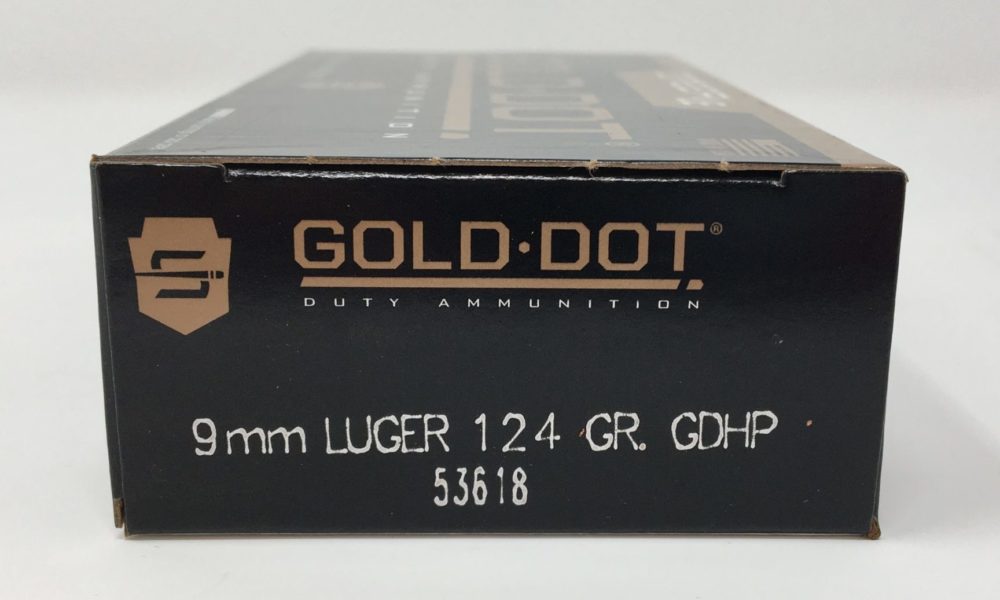 GOLD·DOT®
DUTY AMMUNITION
9mm LUGER 124 GR. GDHP
53618